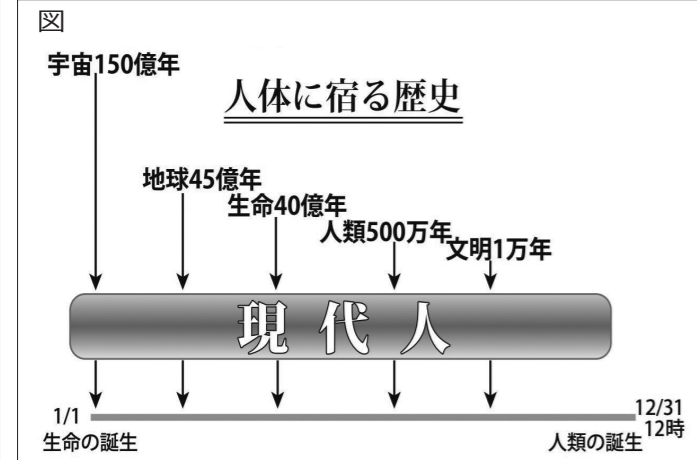 図
宇宙150億年
人体に宿る歴史
地球45億年
生命40億年
人類500万年
文明1万年
現代人
1/1
12/31
12時
生命の誕生
人類の誕生